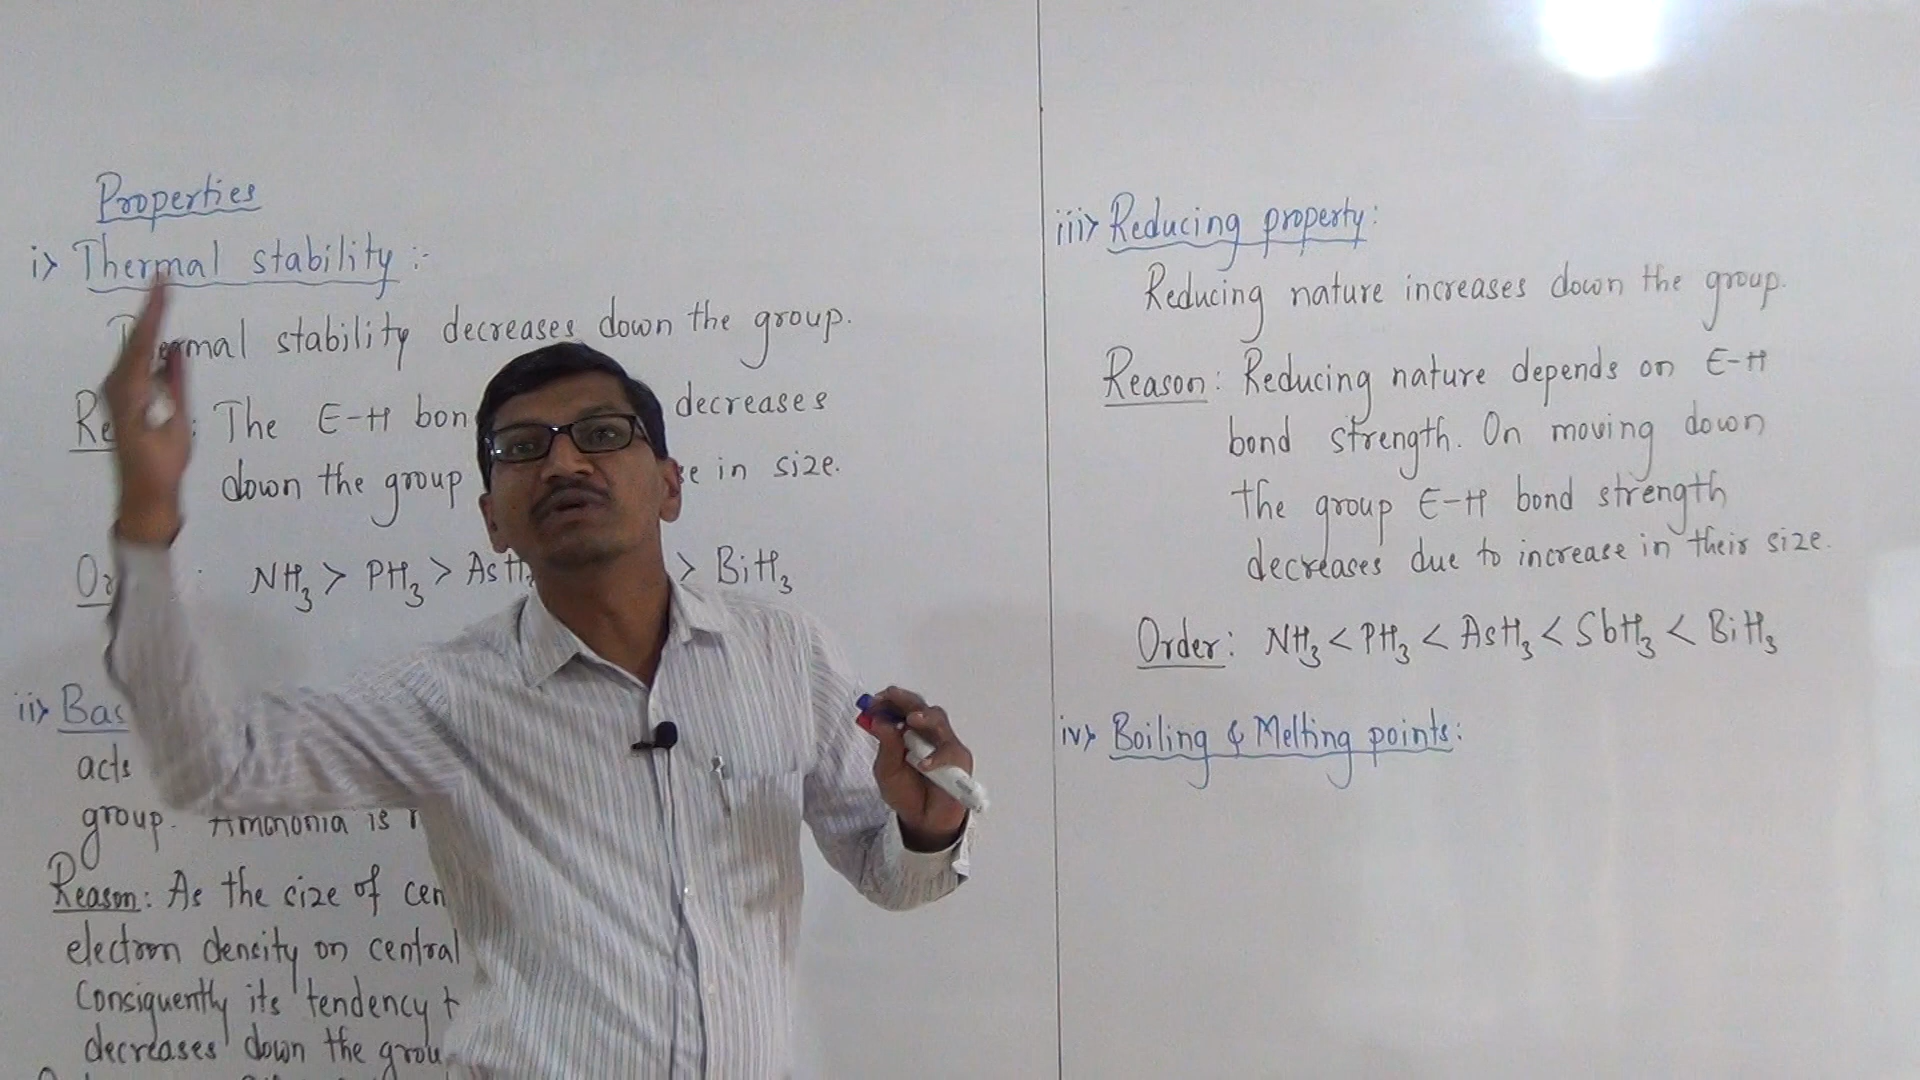 Properties
i> Thermal stability :-
stability decreases down the group.
: The E-H decreases
down the group in size.
: NH3 > PH3 > > BiH3
ii>
acts
group. Ammonia is
Reason: As the size of
electron density on central
Consiquently its tendency
decreases down the
iii> Reducing property:
Reducing nature increases down the group.
Reason: Reducing nature depends on E-H
bond strength. On moving down
the group E-H bond strength
decreases due to increase in their size.
Order: NH3 < PH3 < AsH3 < SbH3 < BiH3
iv> Boiling & Melting points: